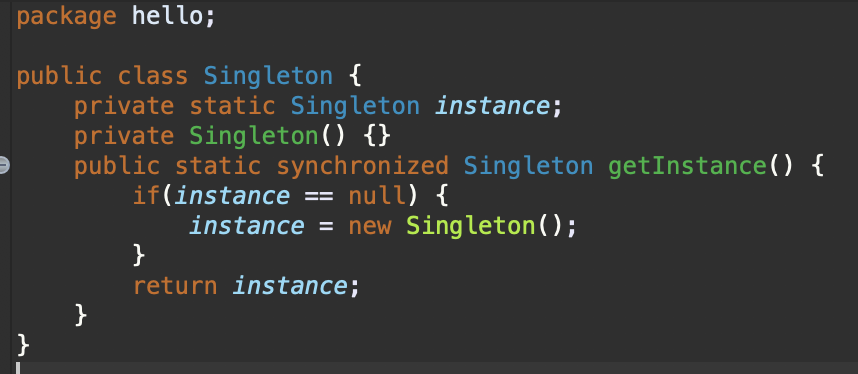 package hello;
public class Singleton {
private static Singleton instance;
private Singleton() {}
public static synchronized Singleton getInstance() {
if(instance == null) {
instance = new Singleton();
}
return instance;
}
}